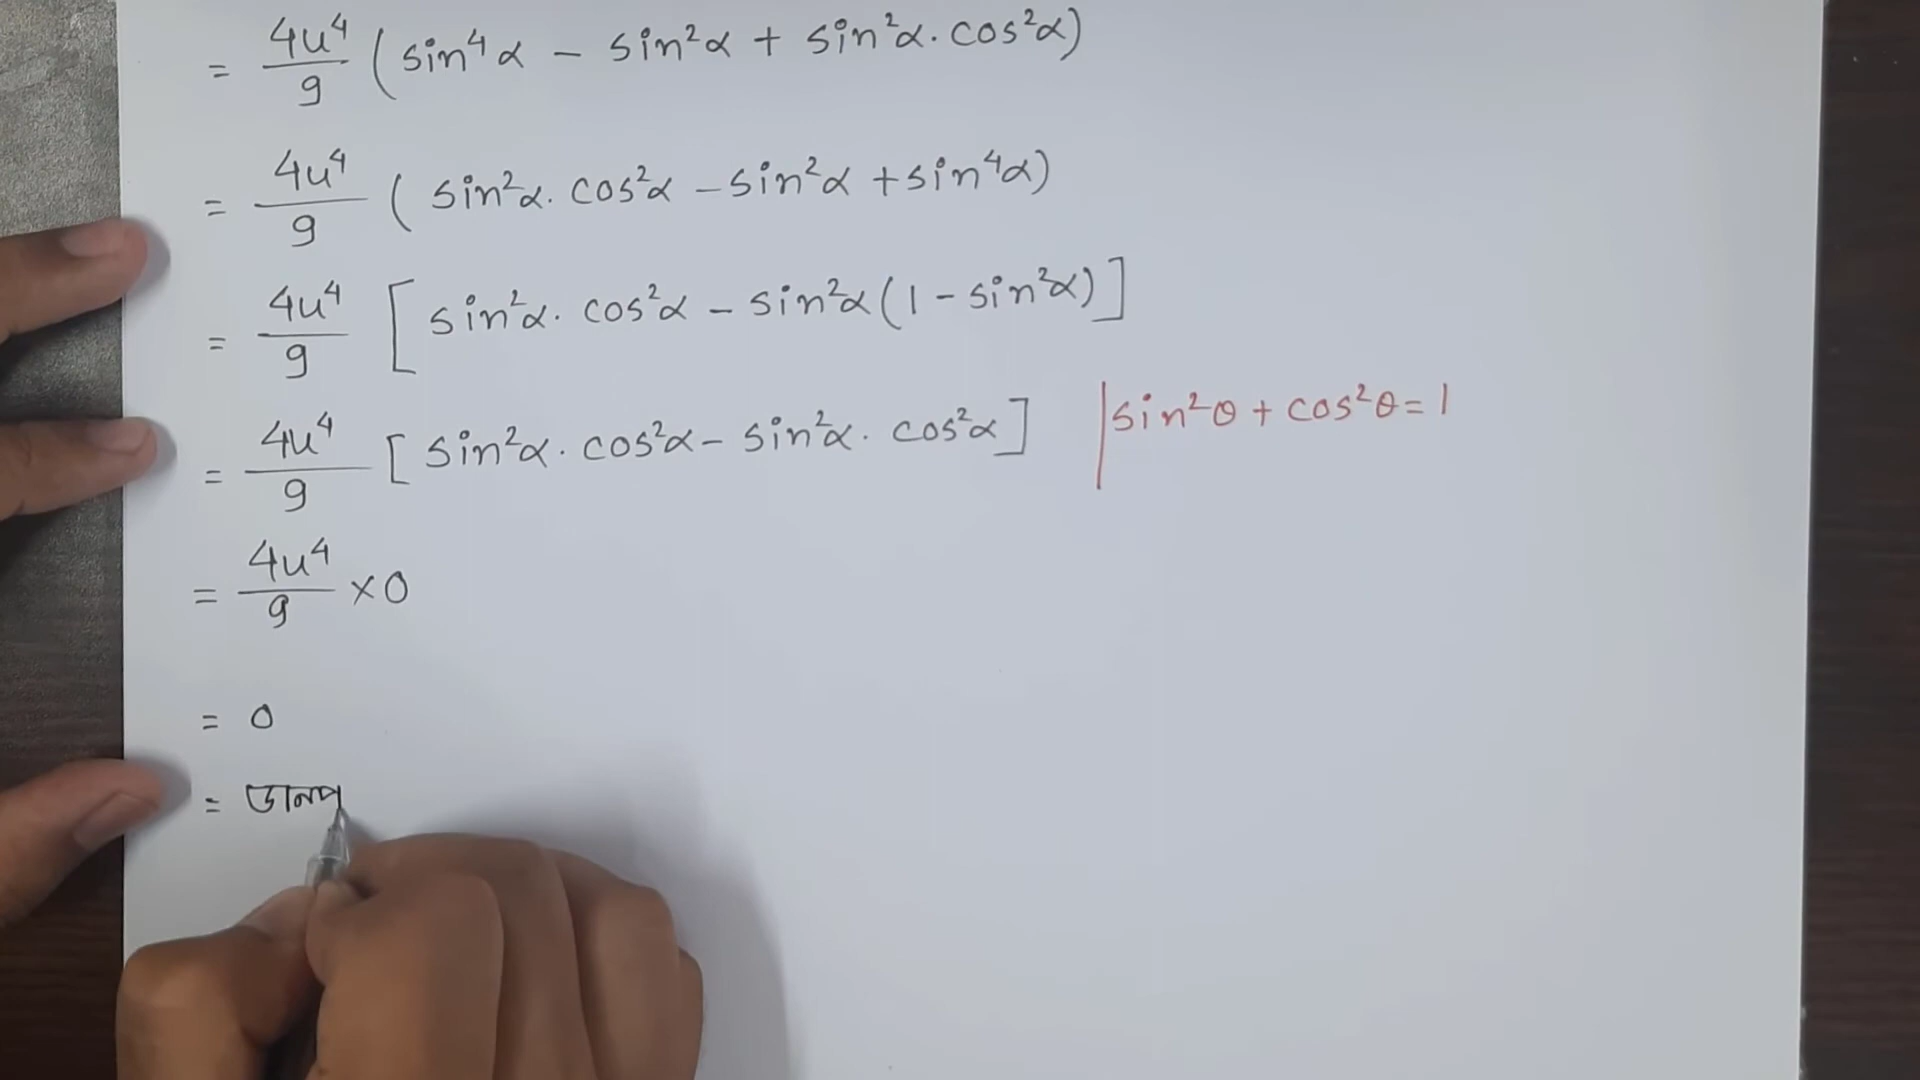 = 4u⁴/9 (sin⁴α − sin²α + sin²α. cos²α)
= 4u⁴/9 ( sin²α. cos²α − sin²α + sin⁴α)
= 4u⁴/9 [ sin²α. cos²α − sin²α (1 − sin²α) ]
= 4u⁴/9 [ sin²α. cos²α − sin²α. cos²α ] | sin²θ + cos²θ = 1
= 4u⁴/9 × 0
= 0
= ডানপ